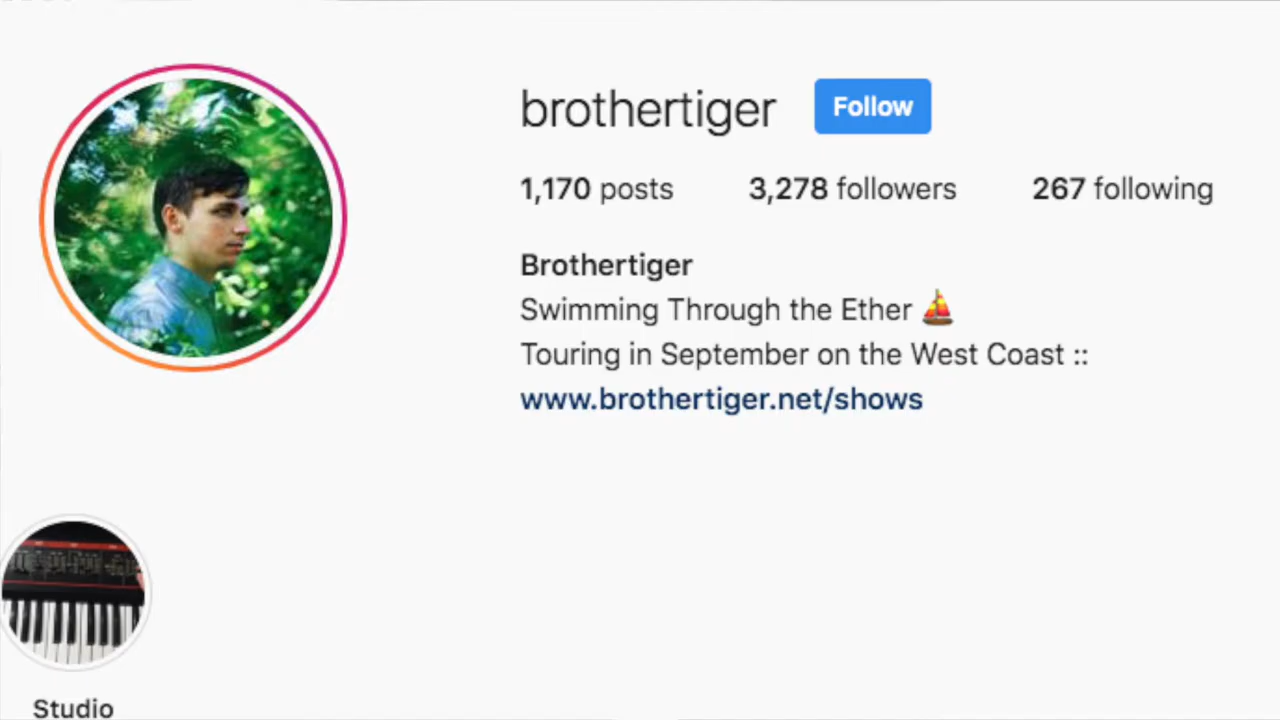 brothertiger Follow
1,170 posts 3,278 followers 267 following
Brothertiger
Swimming Through the Ether ⛵
Touring in September on the West Coast ::
www.brothertiger.net/shows
Studio